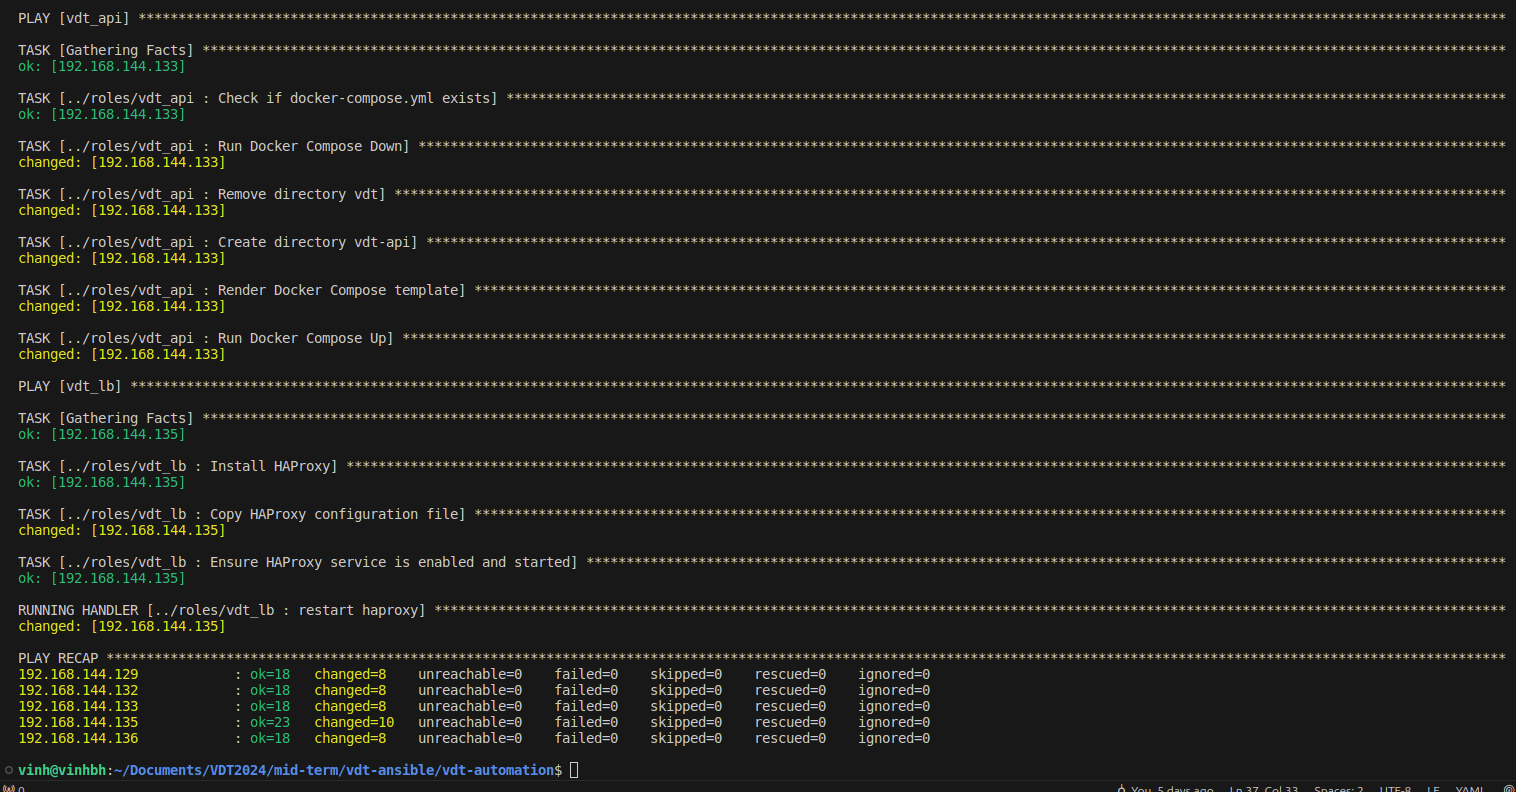 PLAY [vdt_api] ***************************************************************************************************************************************************************************
TASK [Gathering Facts] *******************************************************************************************************************************************************************
ok: [192.168.144.133]
TASK [../roles/vdt_api : Check if docker-compose.yml exists] *****************************************************************************************************************************
ok: [192.168.144.133]
TASK [../roles/vdt_api : Run Docker Compose Down] ****************************************************************************************************************************************
changed: [192.168.144.133]
TASK [../roles/vdt_api : Remove directory vdt] *******************************************************************************************************************************************
changed: [192.168.144.133]
TASK [../roles/vdt_api : Create directory vdt-api] ***************************************************************************************************************************************
changed: [192.168.144.133]
TASK [../roles/vdt_api : Render Docker Compose template] *********************************************************************************************************************************
changed: [192.168.144.133]
TASK [../roles/vdt_api : Run Docker Compose Up] ******************************************************************************************************************************************
changed: [192.168.144.133]
PLAY [vdt_lb] ****************************************************************************************************************************************************************************
TASK [Gathering Facts] *******************************************************************************************************************************************************************
ok: [192.168.144.135]
TASK [../roles/vdt_lb : Install HAProxy] *************************************************************************************************************************************************
ok: [192.168.144.135]
TASK [../roles/vdt_lb : Copy HAProxy configuration file] *********************************************************************************************************************************
changed: [192.168.144.135]
TASK [../roles/vdt_lb : Ensure HAProxy service is enabled and started] *******************************************************************************************************************
ok: [192.168.144.135]
RUNNING HANDLER [../roles/vdt_lb : restart haproxy] **************************************************************************************************************************************
changed: [192.168.144.135]
PLAY RECAP *******************************************************************************************************************************************************************************
192.168.144.129            : ok=18   changed=8    unreachable=0    failed=0    skipped=0    rescued=0    ignored=0
192.168.144.132            : ok=18   changed=8    unreachable=0    failed=0    skipped=0    rescued=0    ignored=0
192.168.144.133            : ok=18   changed=8    unreachable=0    failed=0    skipped=0    rescued=0    ignored=0
192.168.144.135            : ok=23   changed=10   unreachable=0    failed=0    skipped=0    rescued=0    ignored=0
192.168.144.136            : ok=18   changed=8    unreachable=0    failed=0    skipped=0    rescued=0    ignored=0
vinh@vinhbh:~/Documents/VDT2024/mid-term/vdt-ansible/vdt-automation$
0 You, 5 days ago Ln 37, Col 33 Spaces: 2 UTF-8 LF YAML